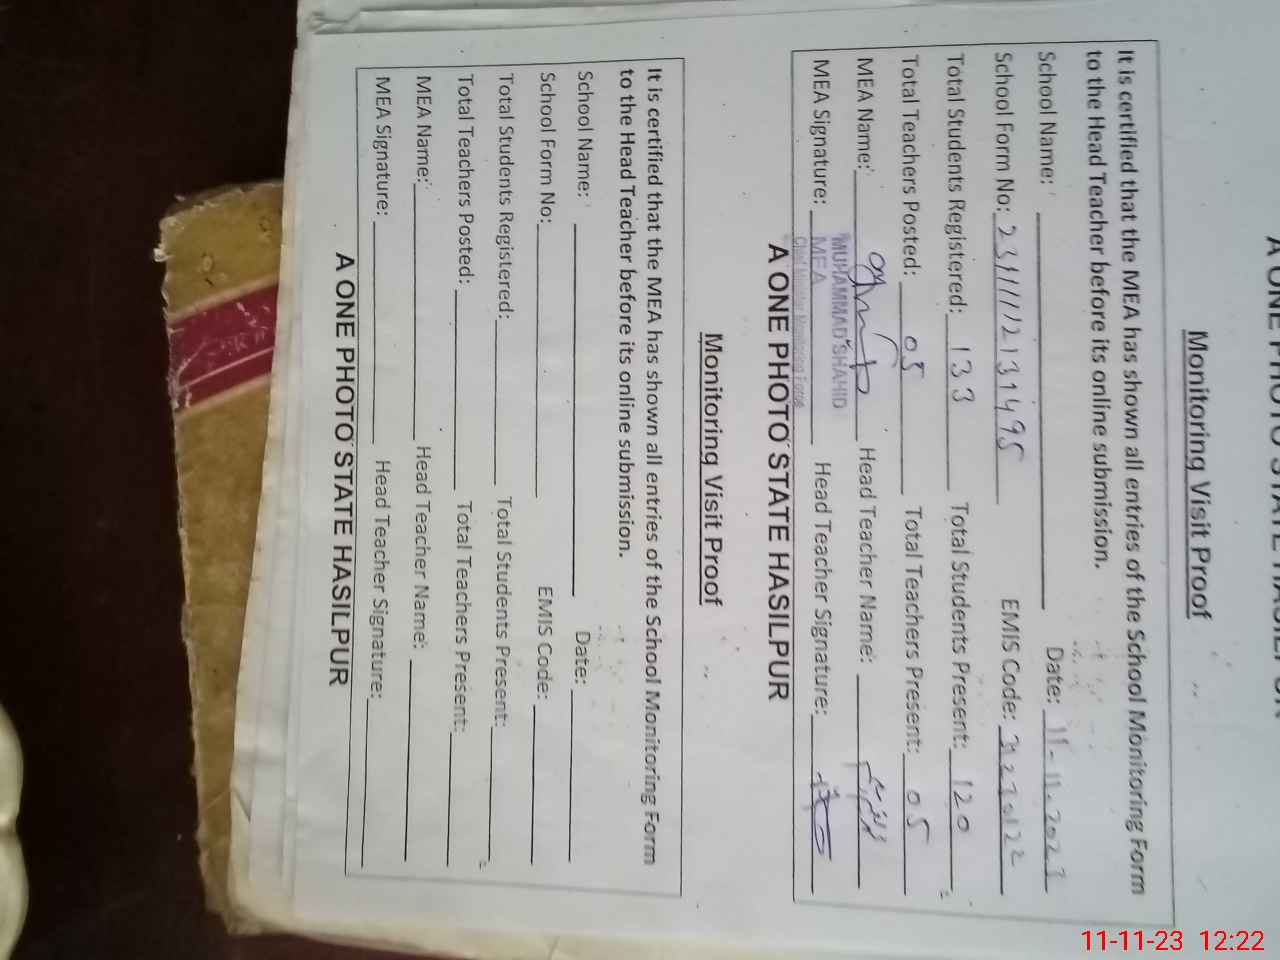 A ONE PHOTO STATE HASILPUR
Monitoring Visit Proof
It is certified that the MEA has shown all entries of the School Monitoring Form
to the Head Teacher before its online submission.
School Name: Date: 11-11-2023
School Form No: 2311112131495 EMIS Code: 31230122
Total Students Registered: 133 Total Students Present: 120
Total Teachers Posted: 05 Total Teachers Present: 05
MEA Name: Head Teacher Name:
MUHAMMAD SHAHID
MEA Signature: MEA Head Teacher Signature:
Chief Minister Monitoring Force
A ONE PHOTO STATE HASILPUR
Monitoring Visit Proof
It is certified that the MEA has shown all entries of the School Monitoring Form
to the Head Teacher before its online submission.
School Name: Date:
School Form No: EMIS Code:
Total Students Registered: Total Students Present:
Total Teachers Posted: Total Teachers Present:
MEA Name: Head Teacher Name:
MEA Signature: Head Teacher Signature:
A ONE PHOTO STATE HASILPUR
11-11-23 12:22